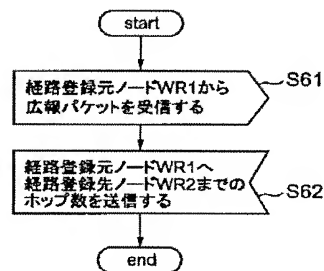 start
経路登録元ノードWR1から
広報パケットを受信する
S61
経路登録元ノードWR1へ
経路登録先ノードWR2までの
ホップ数を送信する
S62
end